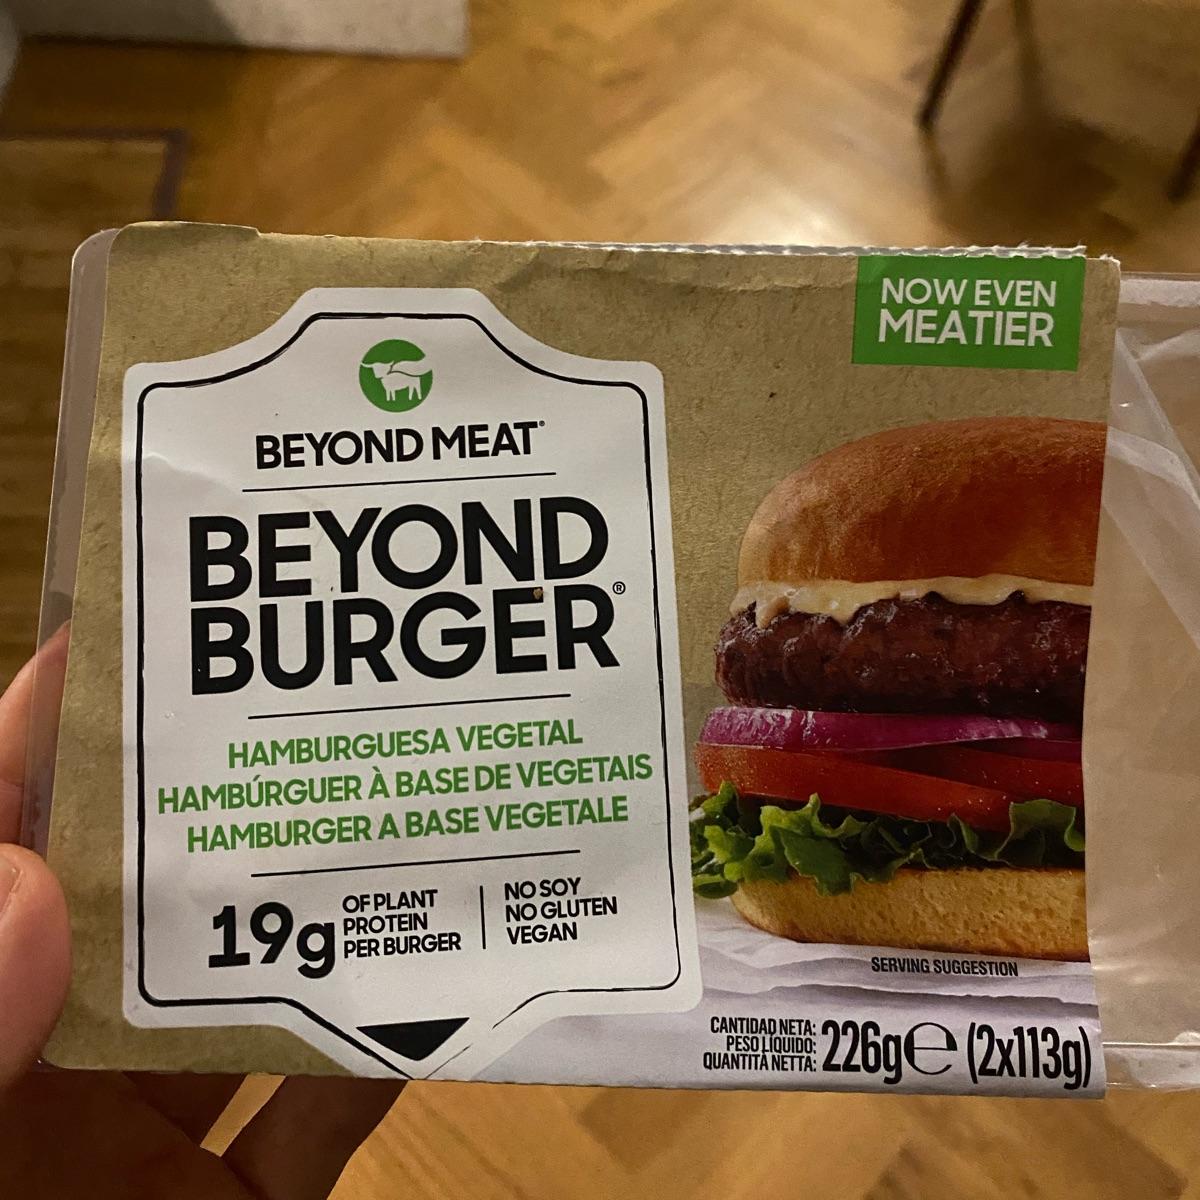 NOW EVEN
MEATIER
BEYOND MEAT®
BEYOND
BURGER®
HAMBURGUESA VEGETAL
HAMBÚRGUER À BASE DE VEGETAIS
HAMBURGER A BASE VEGETALE
19g
OF PLANT
PROTEIN
PER BURGER
NO SOY
NO GLUTEN
VEGAN
SERVING SUGGESTION
CANTIDAD NETA:
PESO LÍQUIDO:
QUANTITÀ NETTA:
226g℮ (2x113g)